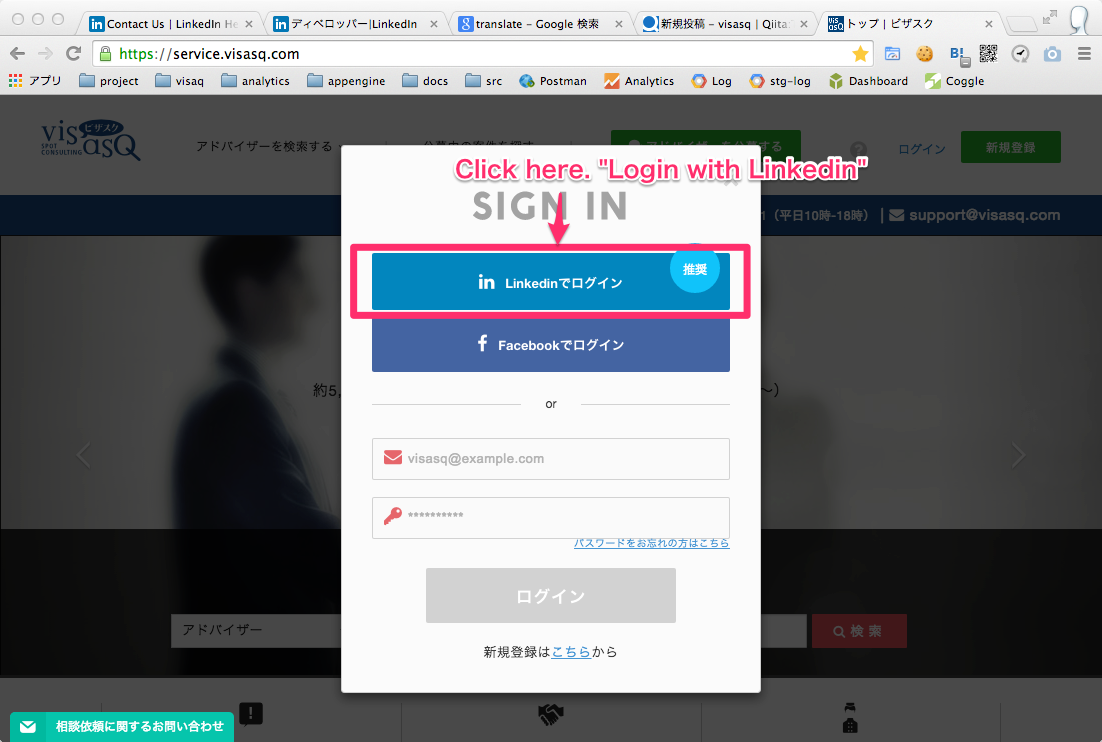 Contact Us | LinkedIn He
ディベロッパー|LinkedIn
translate - Google 検索
新規投稿 - visasq | Qiita:
トップ | ビザスク
https://service.visasq.com
アプリ
project
visaq
analytics
appengine
docs
src
Postman
Analytics
Log
stg-log
Dashboard
Coggle
visasQ
ビザスク
SPOT CONSULTING
アドバイザーを検索する
ログイン
新規登録
Click here. "Login with Linkedin"
SIGN IN
1（平日10時-18時） | support@visasq.com
in Linkedinでログイン
推奨
f Facebookでログイン
約5,
～）
or
visasq@example.com
**********
パスワードをお忘れの方はこちら
ログイン
アドバイザー
検 索
新規登録はこちらから
相談依頼に関するお問い合わせ